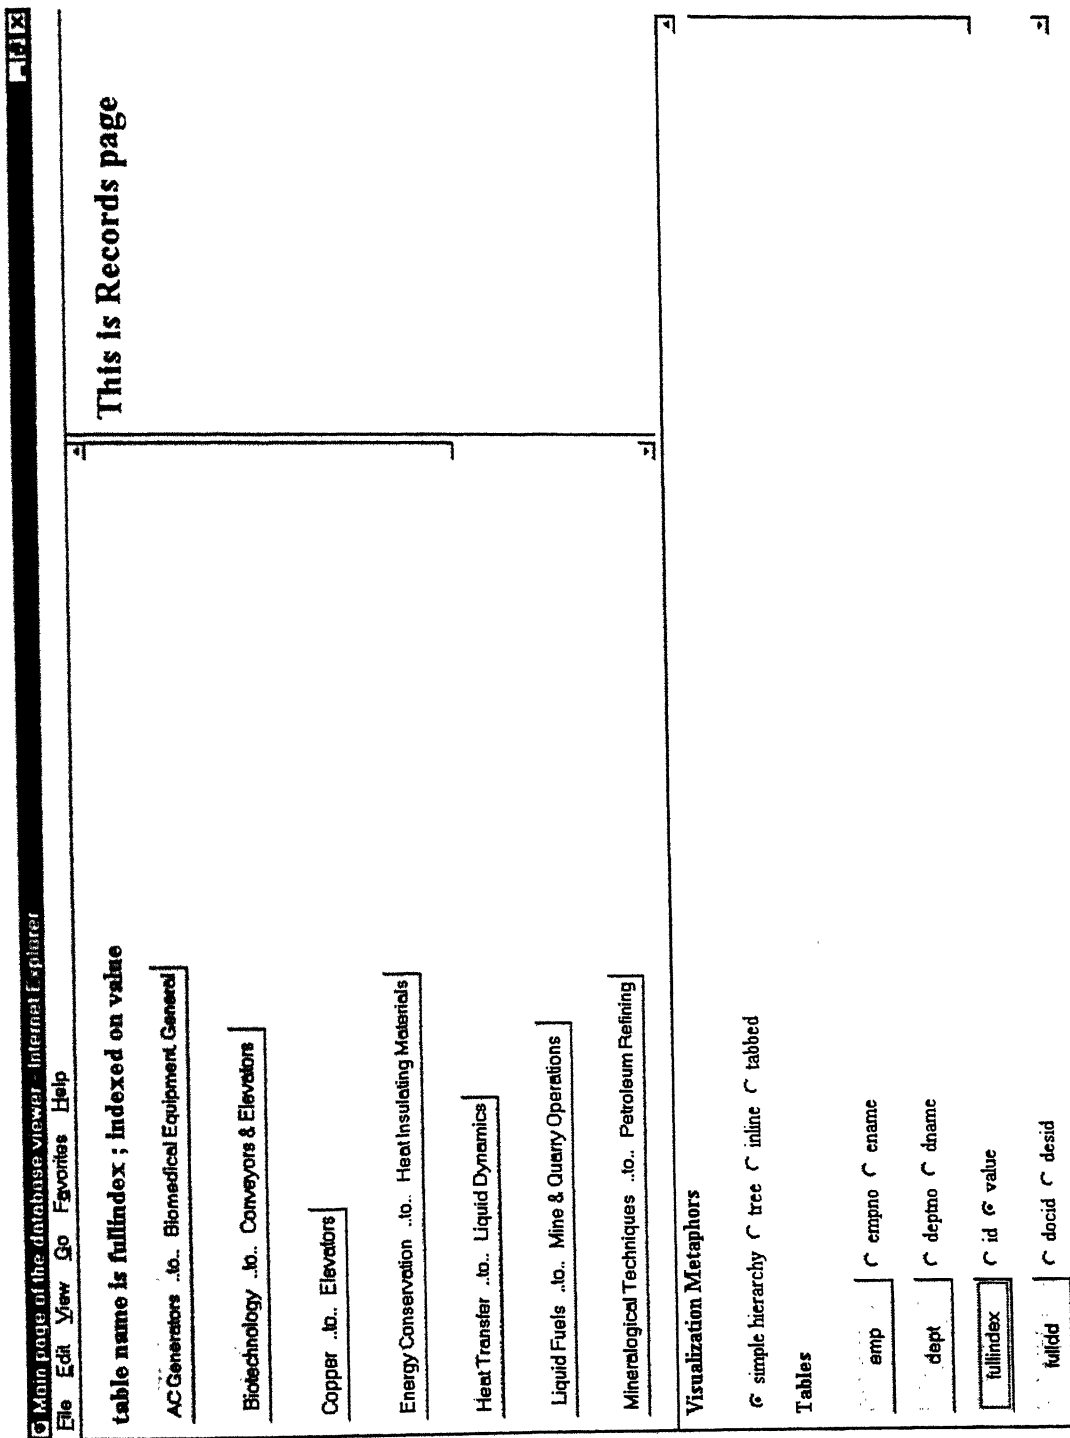 Main page of the database viewer - Internet Explorer
File Edit View Go Favorites Help
table name is fullindex ; indexed on value
AC Generators ..to.. Biomedical Equipment, General
Biotechnology ..to.. Conveyors & Elevators
Copper ..to.. Elevators
Energy Conservation ..to.. Heat Insulating Materials
Heat Transfer ..to.. Liquid Dynamics
Liquid Fuels ..to.. Mine & Quarry Operations
Mineralogical Techniques ..to.. Petroleum Refining
This is Records page
Visualization Metaphors
simple hierarchy tree inline tabbed
Tables
emp empno ename
dept deptno dname
fullindex id value
fulldd docid desid